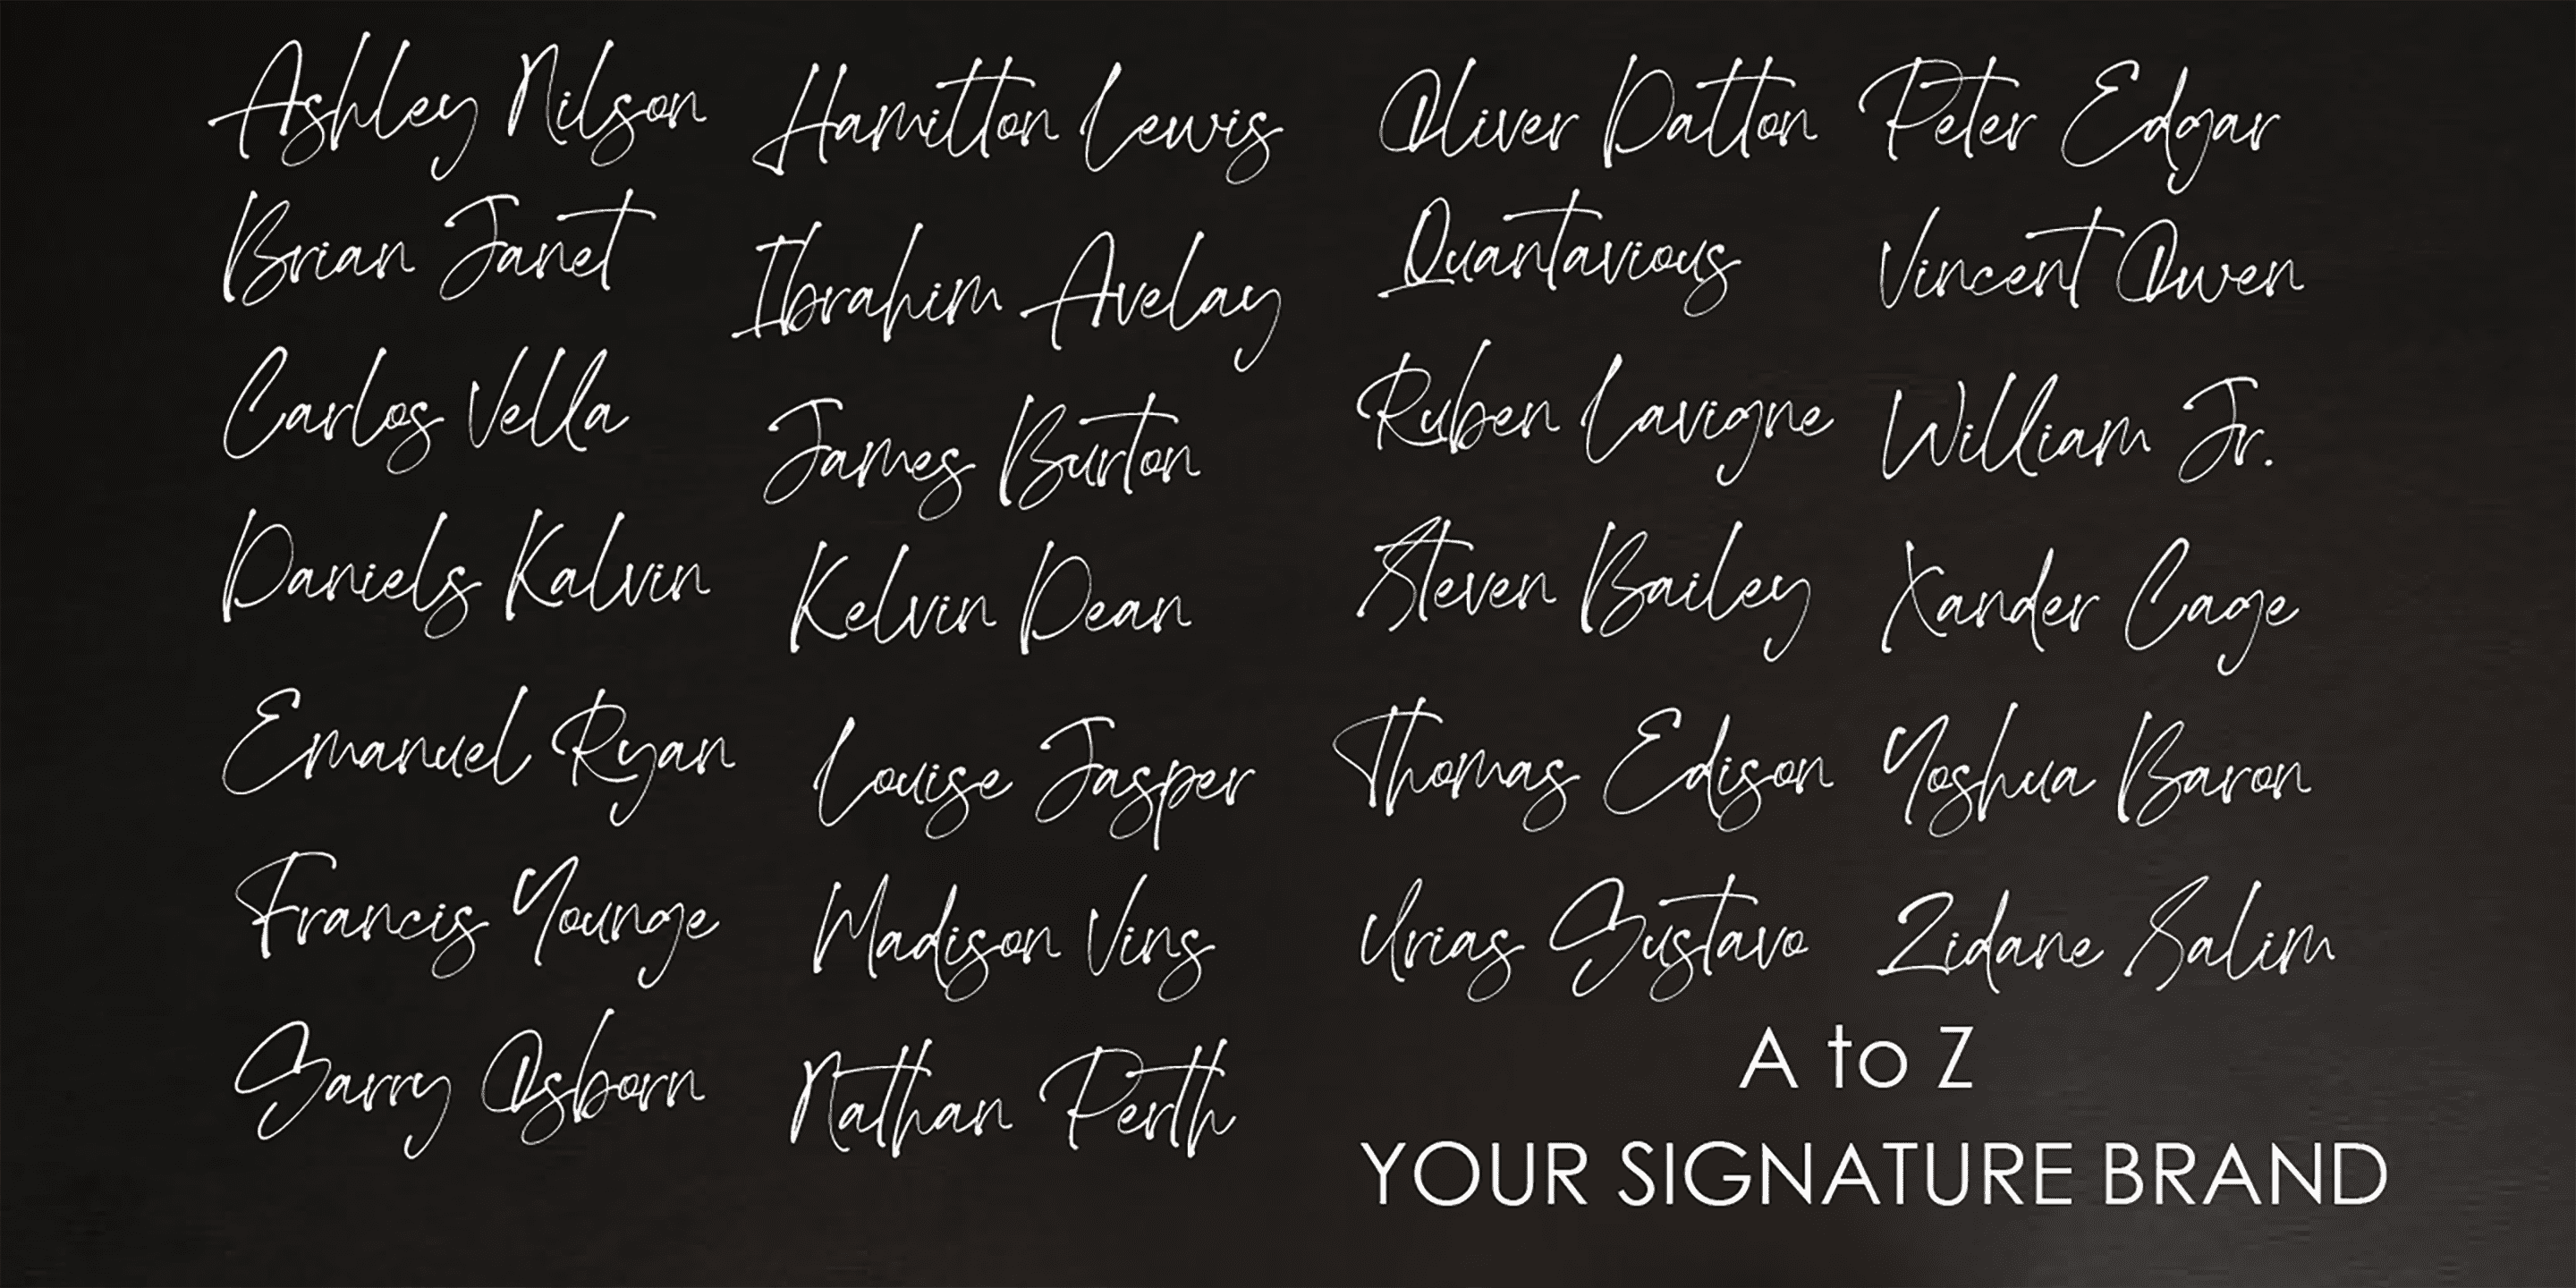 Ashley Nilson
Brian Janet
Carlos Vella
Daniels Kalvin
Emanuel Ryan
Francis Younge
Garry Osborn
Hamilton Lewis
Ibrahim Avelay
James Burton
Kelvin Dean
Louise Jasper
Madison Vins
Nathan Perth
Oliver Datton
Peter Edgar
Quantavious
Vincent Owen
Ruben Lavigne
William Jr.
Steven Bailey
Xander Cage
Thomas Edison
Yoshua Baron
Urias Gustavo
Zidane Salim
A to Z
YOUR SIGNATURE BRAND